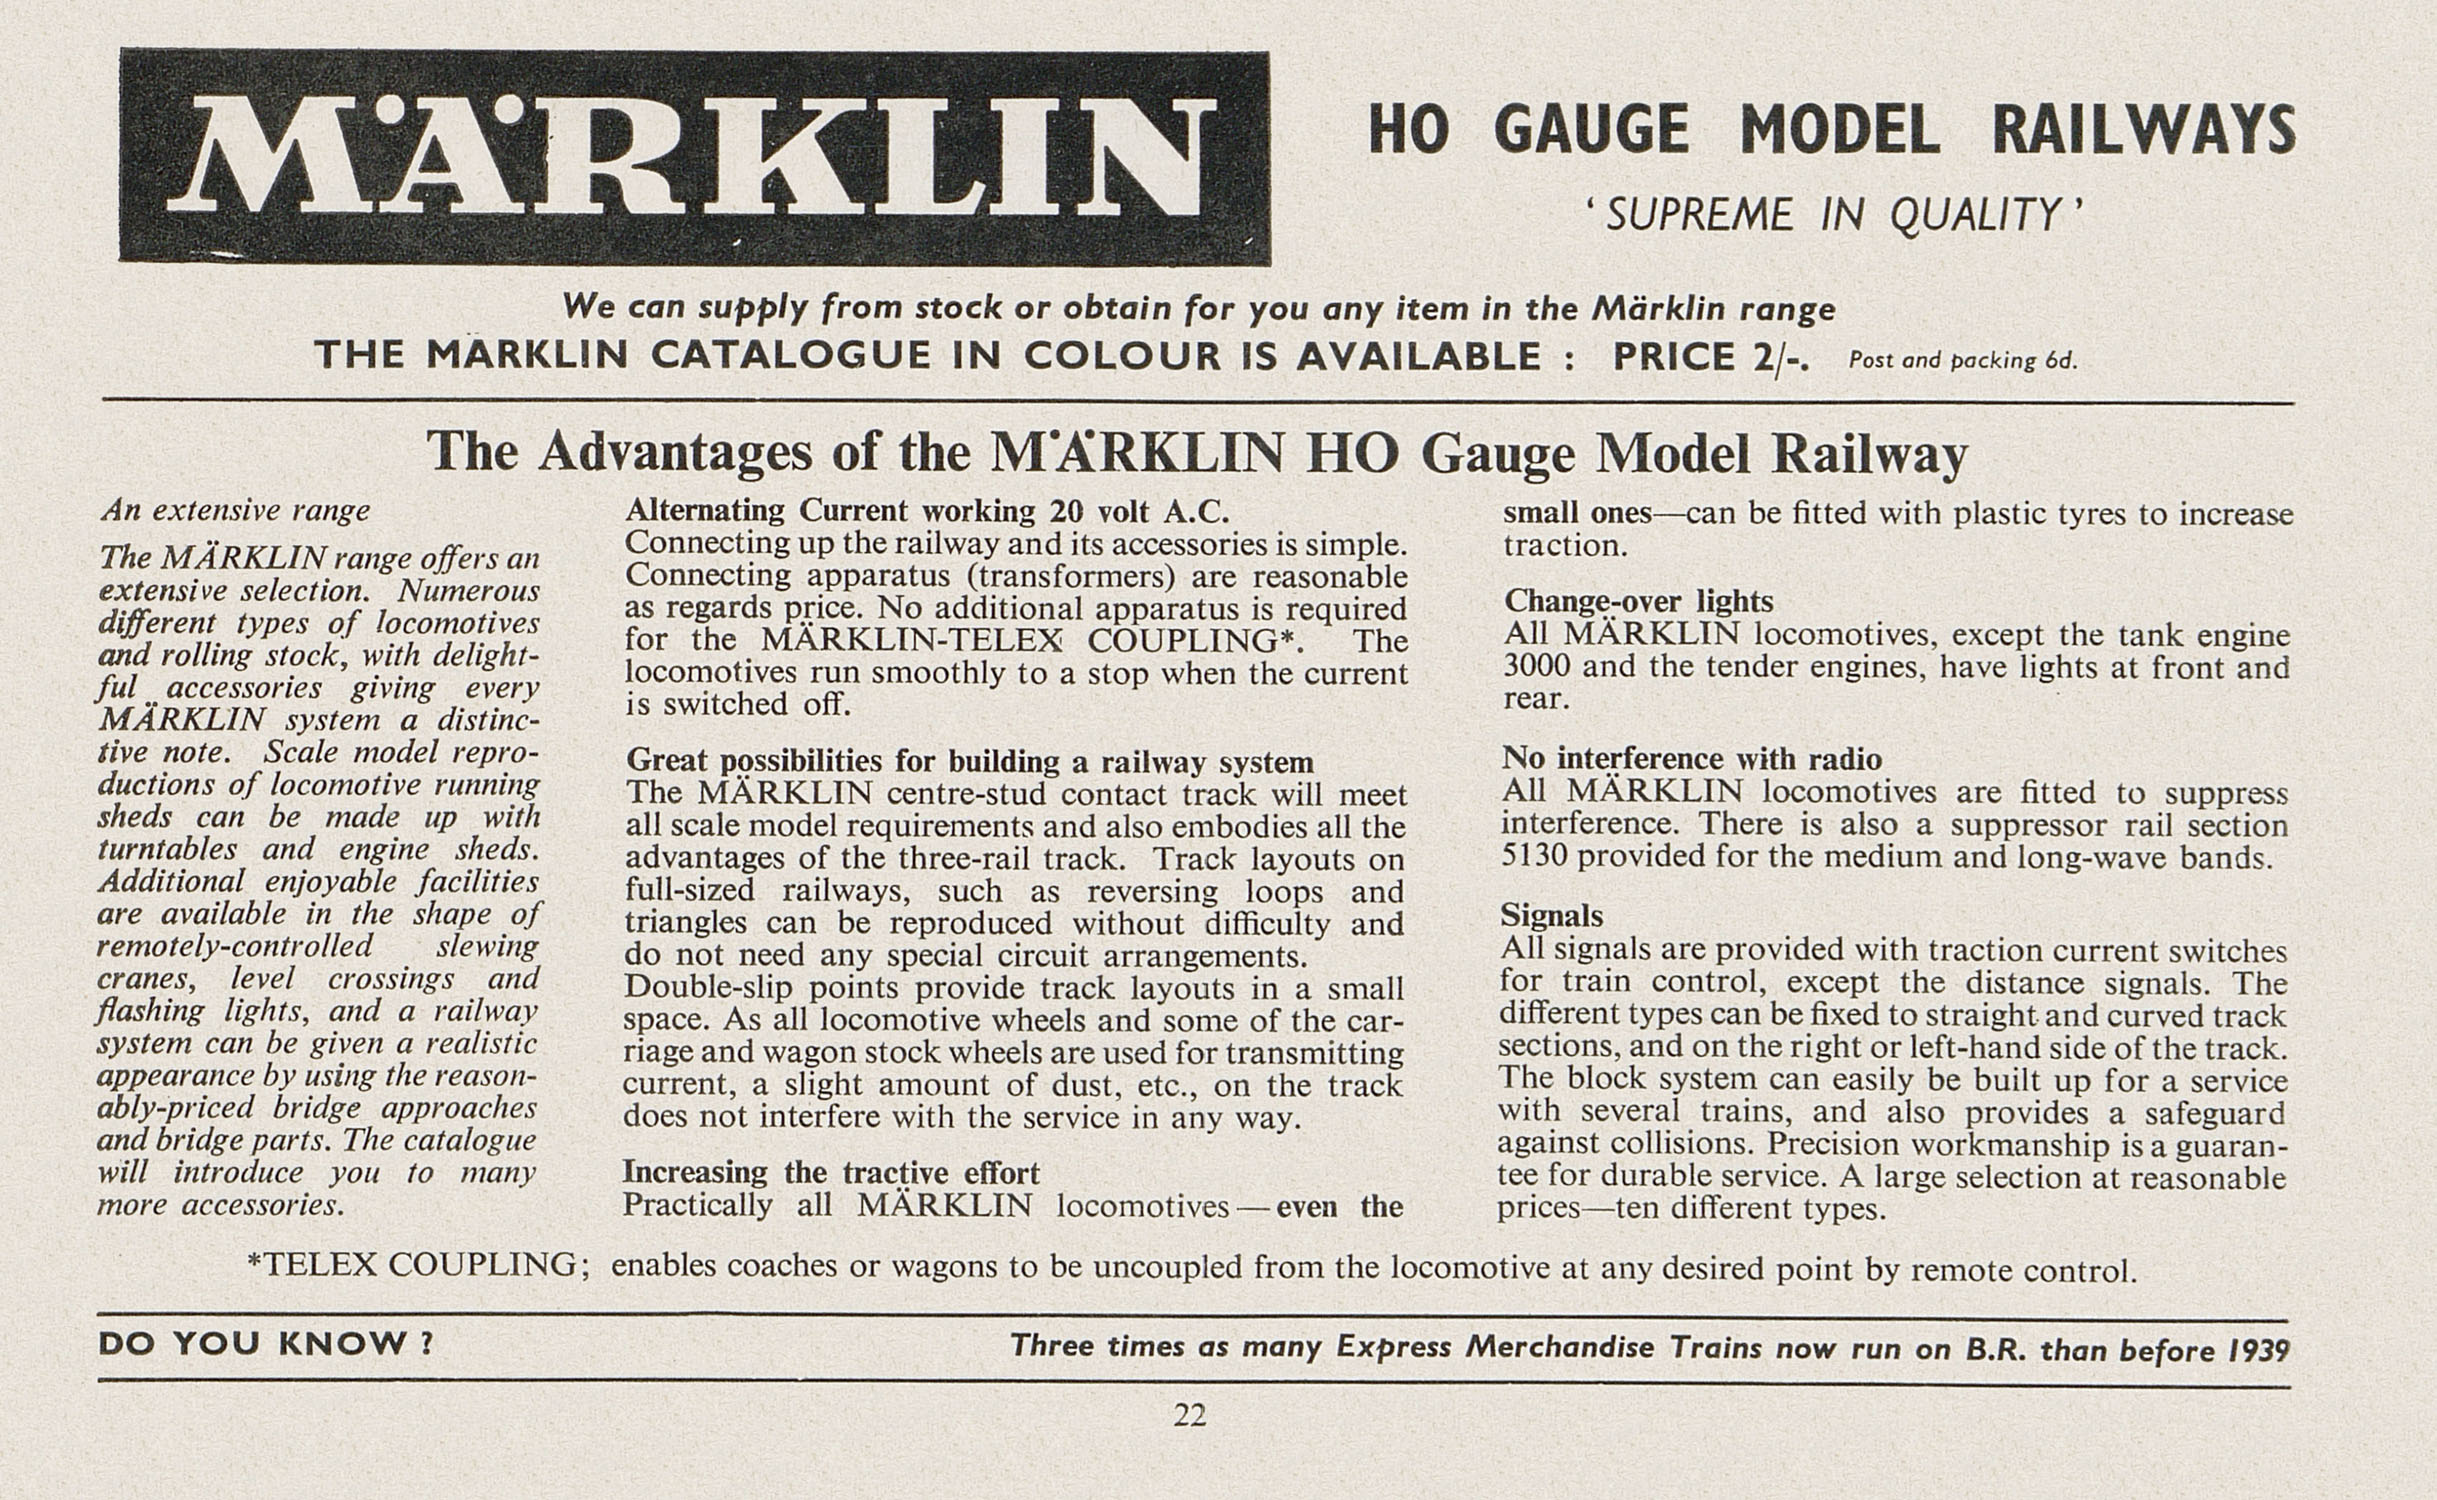 MÄRKLIN
HO GAUGE MODEL RAILWAYS
‘SUPREME IN QUALITY’
We can supply from stock or obtain for you any item in the Märklin range
THE MÄRKLIN CATALOGUE IN COLOUR IS AVAILABLE : PRICE 2/-. Post and packing 6d.
The Advantages of the MÄRKLIN HO Gauge Model Railway
An extensive range
The MÄRKLIN range offers an
extensive selection. Numerous
different types of locomotives
and rolling stock, with delight-
ful accessories giving every
MÄRKLIN system a distinc-
tive note. Scale model repro-
ductions of locomotive running
sheds can be made up with
turntables and engine sheds.
Additional enjoyable facilities
are available in the shape of
remotely-controlled slewing
cranes, level crossings and
flashing lights, and a railway
system can be given a realistic
appearance by using the reason-
ably-priced bridge approaches
and bridge parts. The catalogue
will introduce you to many
more accessories.
Alternating Current working 20 volt A.C.
Connecting up the railway and its accessories is simple.
Connecting apparatus (transformers) are reasonable
as regards price. No additional apparatus is required
for the MÄRKLIN-TELEX COUPLING*. The
locomotives run smoothly to a stop when the current
is switched off.
Great possibilities for building a railway system
The MÄRKLIN centre-stud contact track will meet
all scale model requirements and also embodies all the
advantages of the three-rail track. Track layouts on
full-sized railways, such as reversing loops and
triangles can be reproduced without difficulty and
do not need any special circuit arrangements.
Double-slip points provide track layouts in a small
space. As all locomotive wheels and some of the car-
riage and wagon stock wheels are used for transmitting
current, a slight amount of dust, etc., on the track
does not interfere with the service in any way.
Increasing the tractive effort
Practically all MÄRKLIN locomotives—even the
small ones—can be fitted with plastic tyres to increase
traction.
Change-over lights
All MÄRKLIN locomotives, except the tank engine
3000 and the tender engines, have lights at front and
rear.
No interference with radio
All MÄRKLIN locomotives are fitted to suppress
interference. There is also a suppressor rail section
5130 provided for the medium and long-wave bands.
Signals
All signals are provided with traction current switches
for train control, except the distance signals. The
different types can be fixed to straight and curved track
sections, and on the right or left-hand side of the track.
The block system can easily be built up for a service
with several trains, and also provides a safeguard
against collisions. Precision workmanship is a guaran-
tee for durable service. A large selection at reasonable
prices—ten different types.
*TELEX COUPLING; enables coaches or wagons to be uncoupled from the locomotive at any desired point by remote control.
DO YOU KNOW ? Three times as many Express Merchandise Trains now run on B.R. than before 1939
22